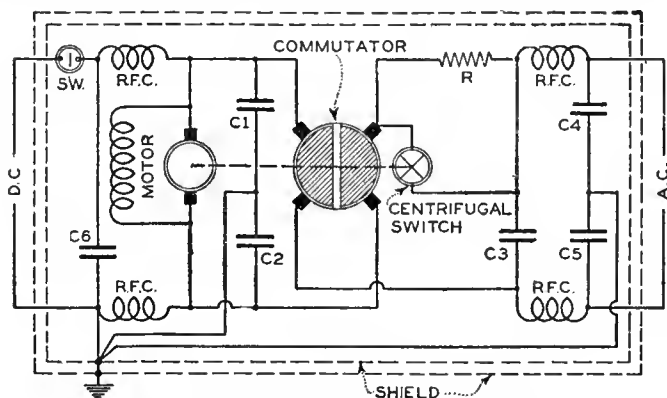 COMMUTATOR
R.F.C.
SW.
R
R.F.C.
C1
C4
D.C.
MOTOR
A.C.
CENTRIFUGAL
SWITCH
C6
C2
C3
C5
R.F.C.
R.F.C.
SHIELD